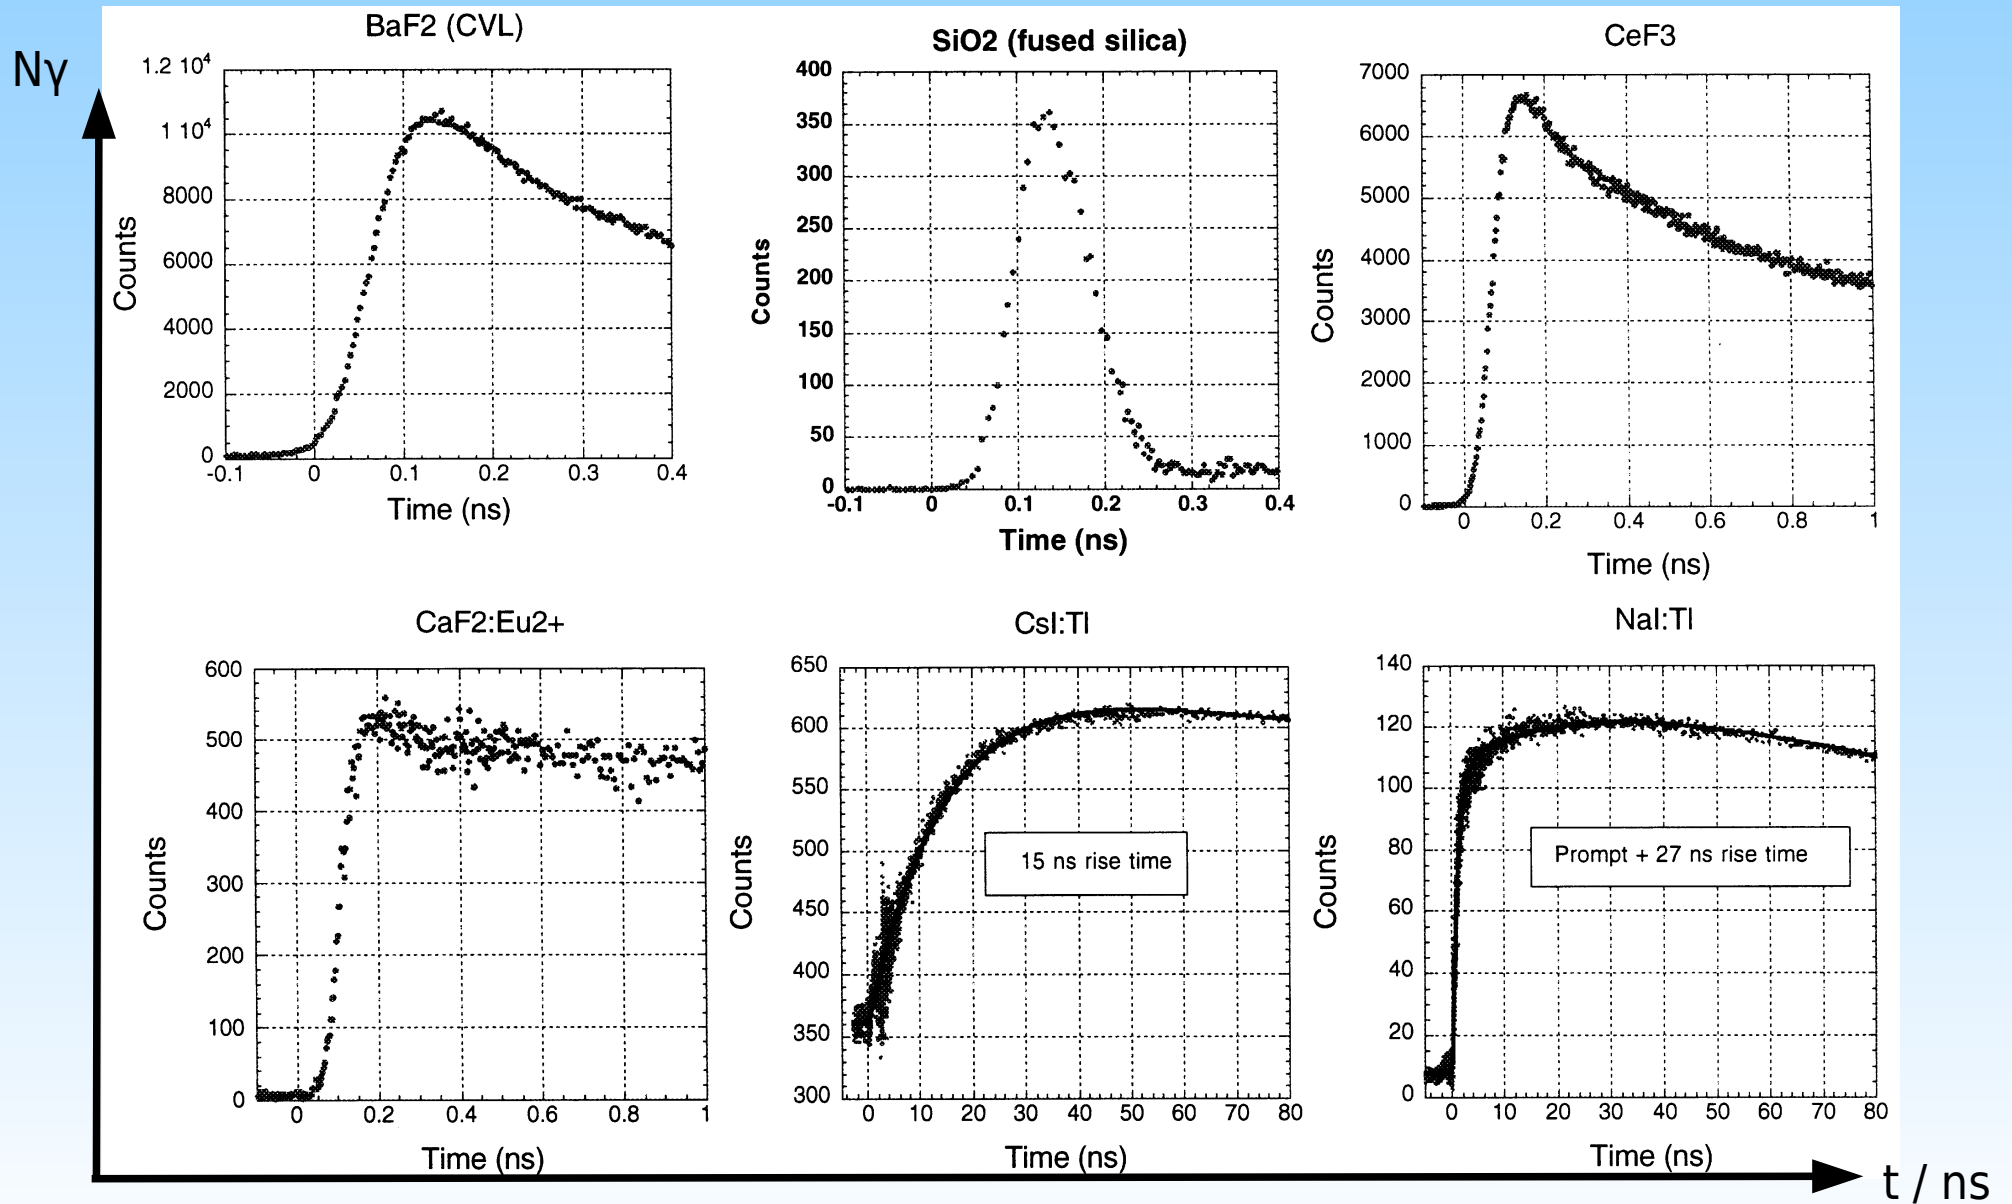 Nγ
BaF2 (CVL)
1.2 10⁴
1 10⁴
8000
6000
4000
2000
0
Counts
-0.1 0 0.1 0.2 0.3 0.4
Time (ns)
SiO2 (fused silica)
400
350
300
250
200
150
100
50
0
Counts
-0.1 0 0.1 0.2 0.3 0.4
Time (ns)
CeF3
7000
6000
5000
4000
3000
2000
1000
0
Counts
0 0.2 0.4 0.6 0.8 1
Time (ns)
CaF2:Eu2+
600
500
400
300
200
100
0
Counts
0 0.2 0.4 0.6 0.8 1
Time (ns)
CsI:Tl
650
600
550
500
450
400
350
300
Counts
15 ns rise time
0 10 20 30 40 50 60 70 80
Time (ns)
NaI:Tl
140
120
100
80
60
40
20
0
Counts
Prompt + 27 ns rise time
0 10 20 30 40 50 60 70 80
Time (ns)
t / ns